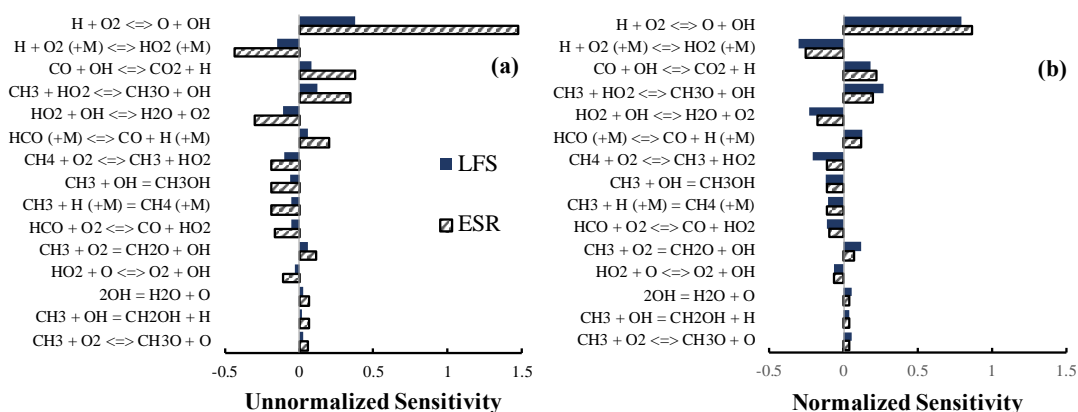 H + O2 <=> O + OH
H + O2 (+M) <=> HO2 (+M)
CO + OH <=> CO2 + H
CH3 + HO2 <=> CH3O + OH
HO2 + OH <=> H2O + O2
HCO (+M) <=> CO + H (+M)
CH4 + O2 <=> CH3 + HO2
CH3 + OH = CH3OH
CH3 + H (+M) = CH4 (+M)
HCO + O2 <=> CO + HO2
CH3 + O2 = CH2O + OH
HO2 + O <=> O2 + OH
2OH = H2O + O
CH3 + OH = CH2OH + H
CH3 + O2 <=> CH3O + O
(a)
LFS
ESR
-0.5 0 0.5 1 1.5
Unnormalized Sensitivity
H + O2 <=> O + OH
H + O2 (+M) <=> HO2 (+M)
CO + OH <=> CO2 + H
CH3 + HO2 <=> CH3O + OH
HO2 + OH <=> H2O + O2
HCO (+M) <=> CO + H (+M)
CH4 + O2 <=> CH3 + HO2
CH3 + OH = CH3OH
CH3 + H (+M) = CH4 (+M)
HCO + O2 <=> CO + HO2
CH3 + O2 = CH2O + OH
HO2 + O <=> O2 + OH
2OH = H2O + O
CH3 + OH = CH2OH + H
CH3 + O2 <=> CH3O + O
(b)
-0.5 0 0.5 1 1.5
Normalized Sensitivity